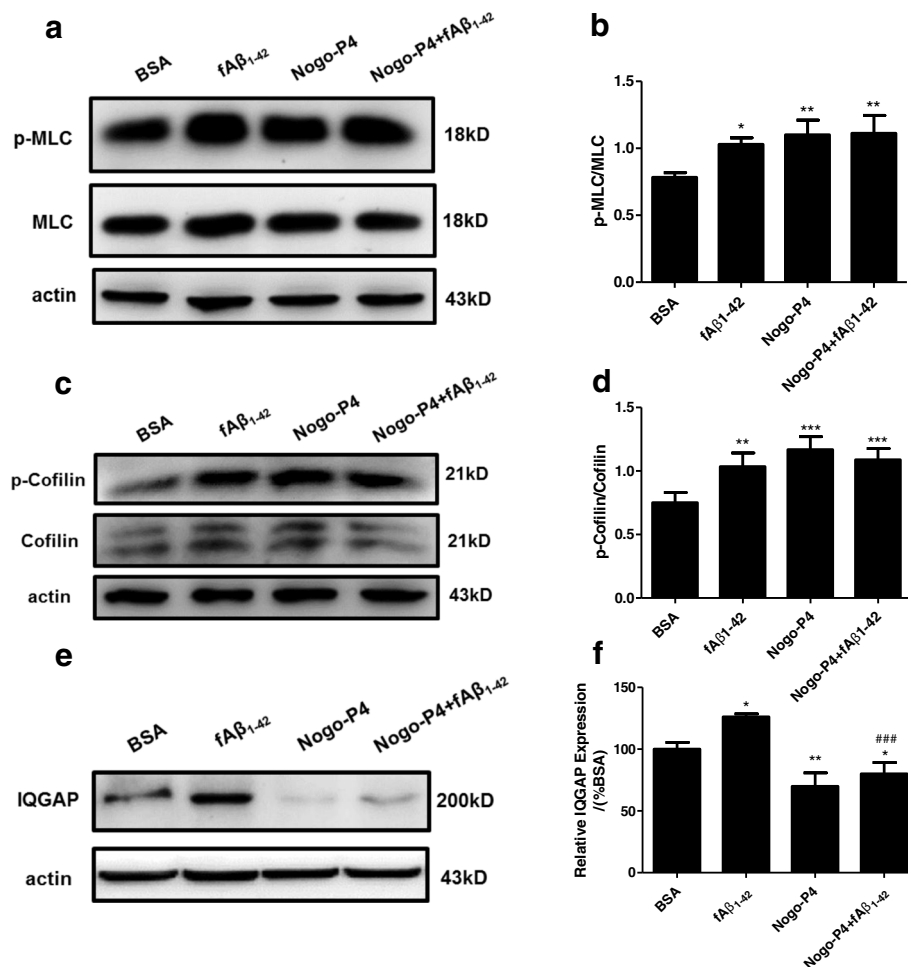 a
BSA fAβ₁₋₄₂ Nogo-P4 Nogo-P4+fAβ₁₋₄₂
p-MLC 18kD
MLC 18kD
actin 43kD
b
p-MLC/MLC
1.5
1.0
0.5
0.0
* ** **
BSA fAβ1-42 Nogo-P4 Nogo-P4+fAβ1-42
c
BSA fAβ₁₋₄₂ Nogo-P4 Nogo-P4+fAβ₁₋₄₂
p-Cofilin 21kD
Cofilin 21kD
actin 43kD
d
p-Cofilin/Cofilin
1.5
1.0
0.5
0.0
** *** ***
BSA fAβ1-42 Nogo-P4 Nogo-P4+fAβ1-42
e
BSA fAβ₁₋₄₂ Nogo-P4 Nogo-P4+fAβ₁₋₄₂
IQGAP 200kD
actin 43kD
f
Relative IQGAP Expression
/(%BSA)
150
100
50
0
* ** ###
*
BSA fAβ₁₋₄₂ Nogo-P4 Nogo-P4+fAβ₁₋₄₂